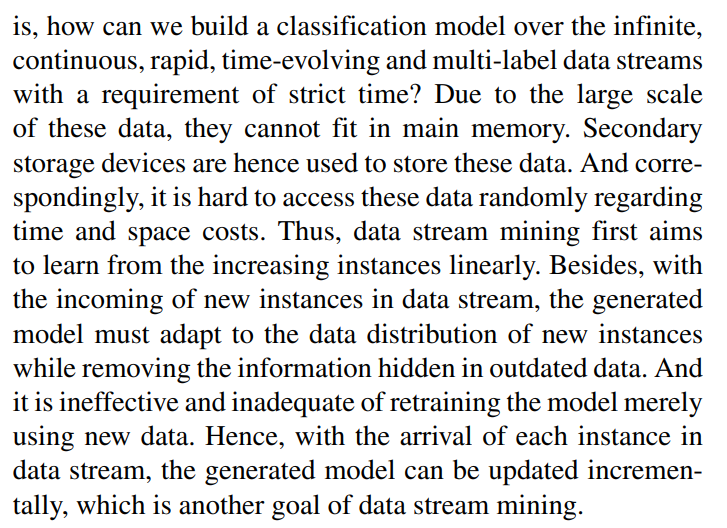 is, how can we build a classification model over the infinite,
continuous, rapid, time-evolving and multi-label data streams
with a requirement of strict time? Due to the large scale
of these data, they cannot fit in main memory. Secondary
storage devices are hence used to store these data. And corre-
spondingly, it is hard to access these data randomly regarding
time and space costs. Thus, data stream mining first aims
to learn from the increasing instances linearly. Besides, with
the incoming of new instances in data stream, the generated
model must adapt to the data distribution of new instances
while removing the information hidden in outdated data. And
it is ineffective and inadequate of retraining the model merely
using new data. Hence, with the arrival of each instance in
data stream, the generated model can be updated incremen-
tally, which is another goal of data stream mining.